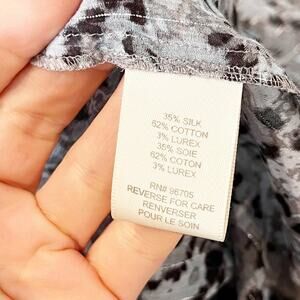 35% SILK
62% COTTON
3% LUREX
35% SOIE
62% COTON
3% LUREX
RN# 96705
REVERSE FOR CARE
RENVERSER
POUR LE SOIN